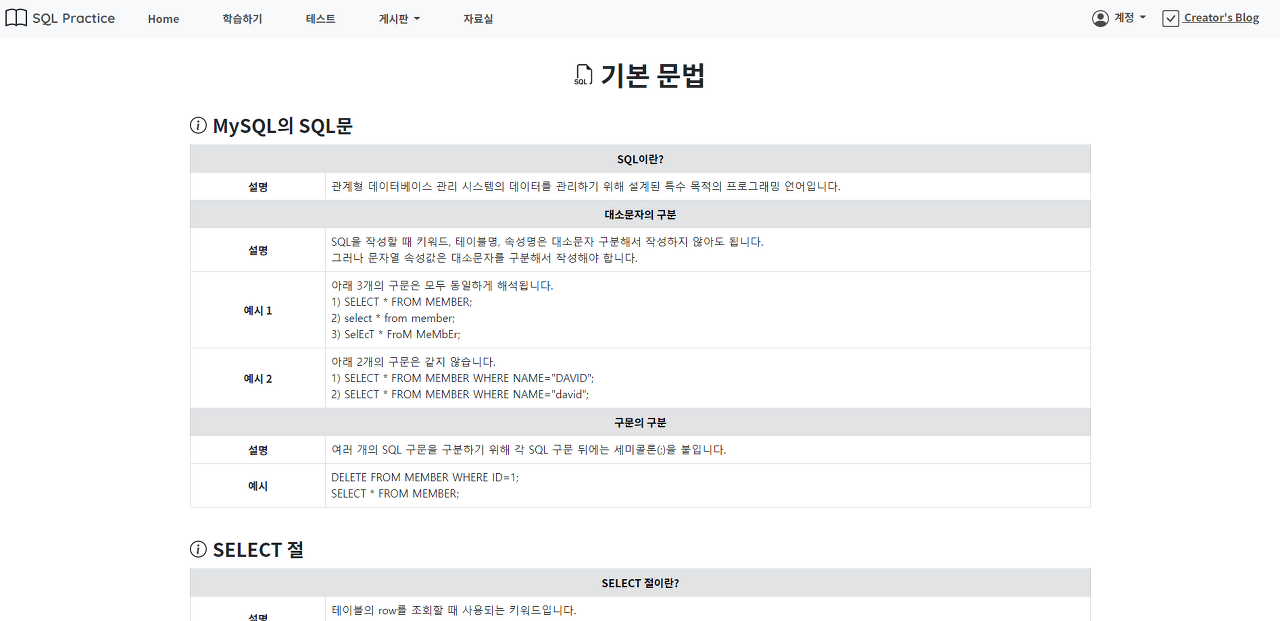 SQL Practice Home 학습하기 테스트 게시판 자료실 계정 Creator's Blog
SQL 기본 문법
MySQL의 SQL문
SQL이란?
설명 관계형 데이터베이스 관리 시스템의 데이터를 관리하기 위해 설계된 특수 목적의 프로그래밍 언어입니다.
대소문자의 구분
설명
SQL을 작성할 때 키워드, 테이블명, 속성명은 대소문자 구분해서 작성하지 않아도 됩니다.
그러나 문자열 속성값은 대소문자를 구분해서 작성해야 합니다.
예시 1
아래 3개의 구문은 모두 동일하게 해석됩니다.
1) SELECT * FROM MEMBER;
2) select * from member;
3) SelEcT * FroM MeMbEr;
예시 2
아래 2개의 구문은 같지 않습니다.
1) SELECT * FROM MEMBER WHERE NAME="DAVID";
2) SELECT * FROM MEMBER WHERE NAME="david";
구문의 구분
설명 여러 개의 SQL 구문을 구분하기 위해 각 SQL 구문 뒤에는 세미콜론(;)을 붙입니다.
예시
DELETE FROM MEMBER WHERE ID=1;
SELECT * FROM MEMBER;
SELECT 절
SELECT 절이란?
설명
테이블의 row를 조회할 때 사용되는 키워드입니다.